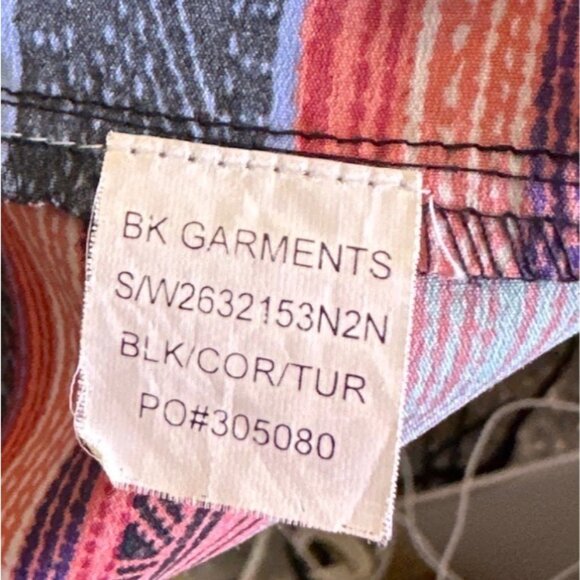 BK GARMENTS
S/W2632153N2N
BLK/COR/TUR
PO#305080